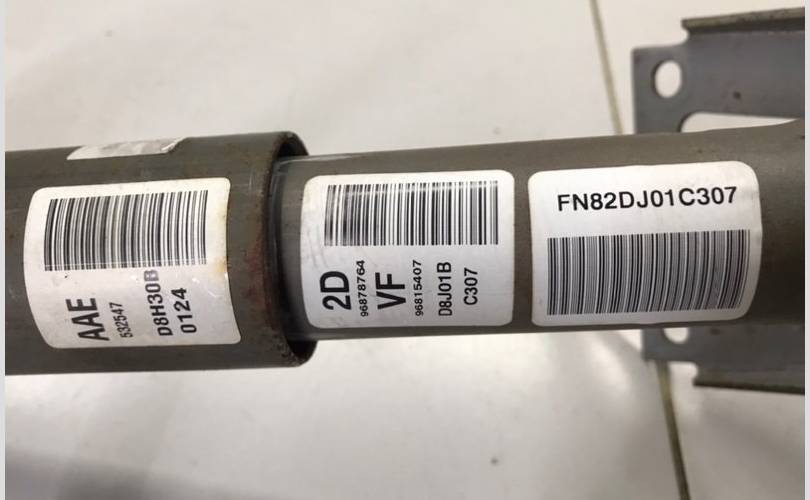 AAE
532547
D8H30B
0124
2D
96878764
VF
96815407
D8J01B
C307
FN82DJ01C307